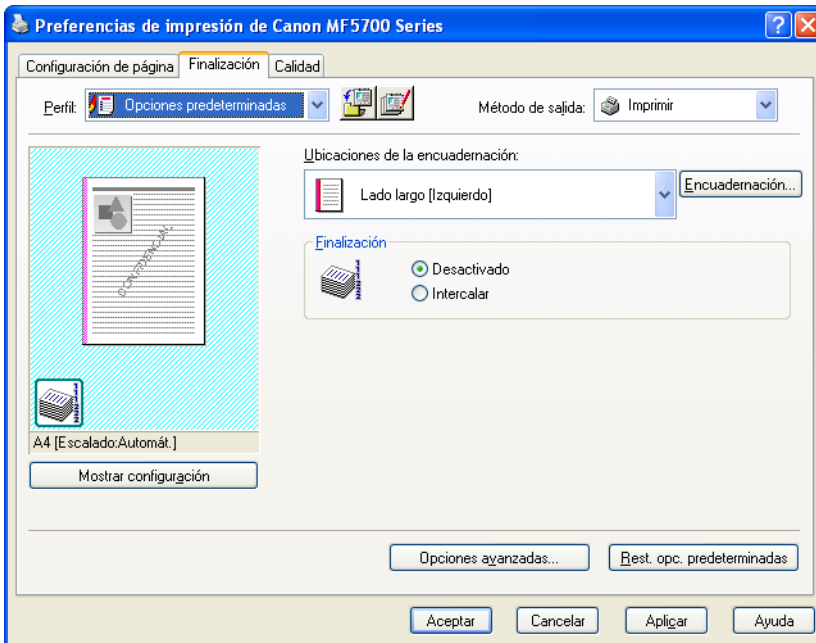 Preferencias de impresión de Canon MF5700 Series
Configuración de página Finalización Calidad
Perfil: Opciones predeterminadas Método de salida: Imprimir
Ubicaciones de la encuadernación:
Lado largo [Izquierdo] Encuadernación...
Finalización
Desactivado
Intercalar
CONFIDENCIAL
A4 [Escalado:Automát.]
Mostrar configuración
Opciones avanzadas... Rest. opc. predeterminadas
Aceptar Cancelar Aplicar Ayuda